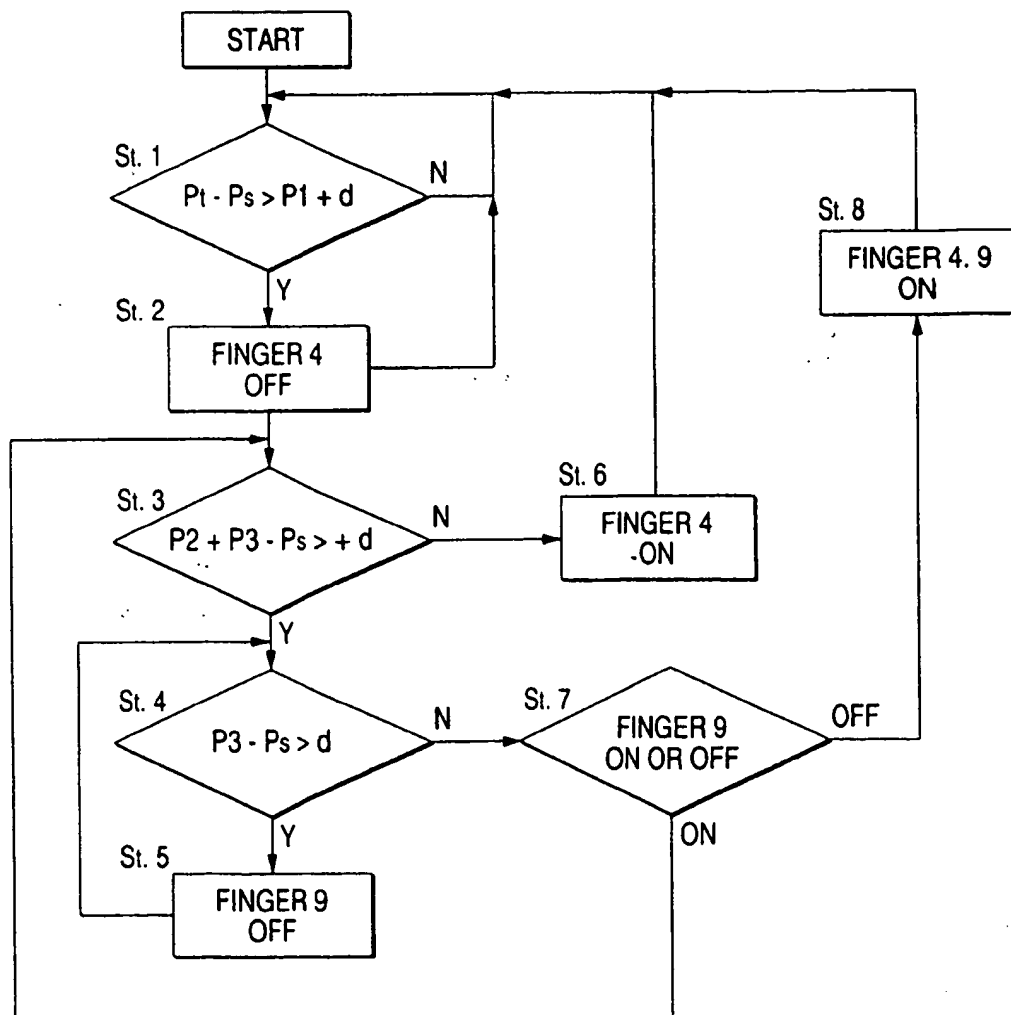 START
St. 1
Pt - Ps > P1 + d
N
Y
St. 2
FINGER 4
OFF
St. 3
P2 + P3 - Ps > + d
N
Y
St. 6
FINGER 4
-ON
St. 8
FINGER 4. 9
ON
St. 4
P3 - Ps > d
N
Y
St. 7
FINGER 9
ON OR OFF
OFF
ON
St. 5
FINGER 9
OFF